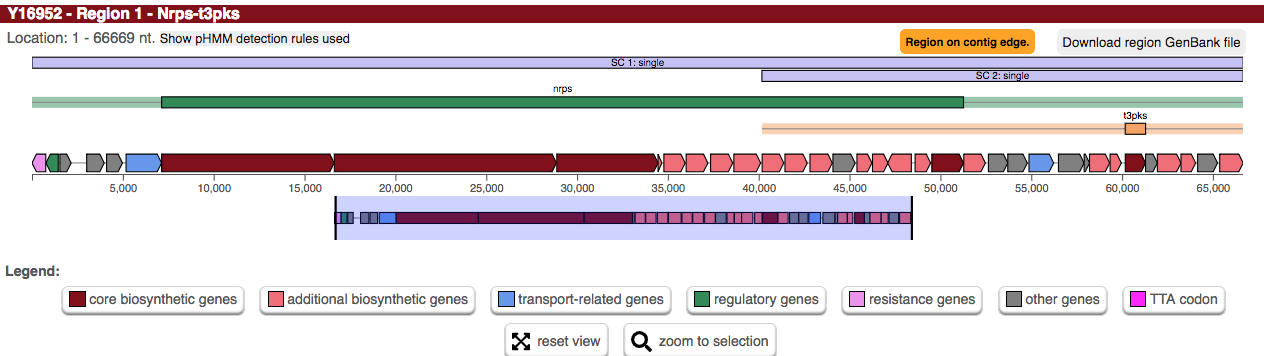 Y16952 - Region 1 - Nrps-t3pks
Location: 1 - 66669 nt. Show pHMM detection rules used
Region on contig edge.
Download region GenBank file
SC 1: single
SC 2: single
nrps
t3pks
5,000 10,000 15,000 20,000 25,000 30,000 35,000 40,000 45,000 50,000 55,000 60,000 65,000
Legend:
core biosynthetic genes
additional biosynthetic genes
transport-related genes
regulatory genes
resistance genes
other genes
TTA codon
reset view
zoom to selection